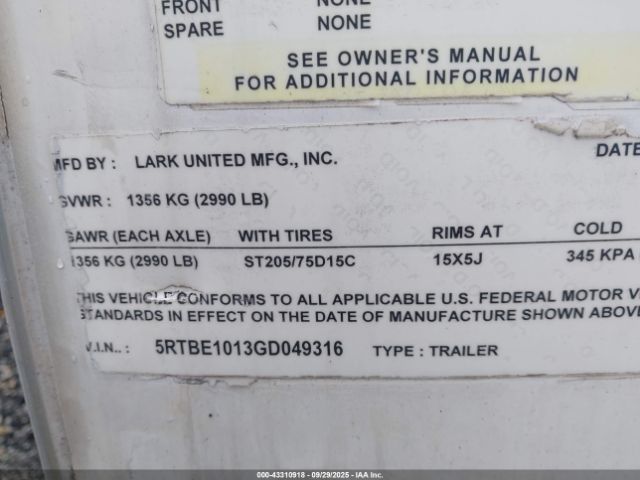 FRONT NONE
SPARE NONE
SEE OWNER'S MANUAL
FOR ADDITIONAL INFORMATION
MFD BY : LARK UNITED MFG., INC. DATE
GVWR : 1356 KG (2990 LB)
GAWR (EACH AXLE) WITH TIRES RIMS AT COLD
1356 KG (2990 LB) ST205/75D15C 15X5J 345 KPA
THIS VEHICLE CONFORMS TO ALL APPLICABLE U.S. FEDERAL MOTOR VE
STANDARDS IN EFFECT ON THE DATE OF MANUFACTURE SHOWN ABOVE
V.I.N.. : 5RTBE1013GD049316 TYPE : TRAILER
000-43310918 - 09/29/2025 - IAA Inc.